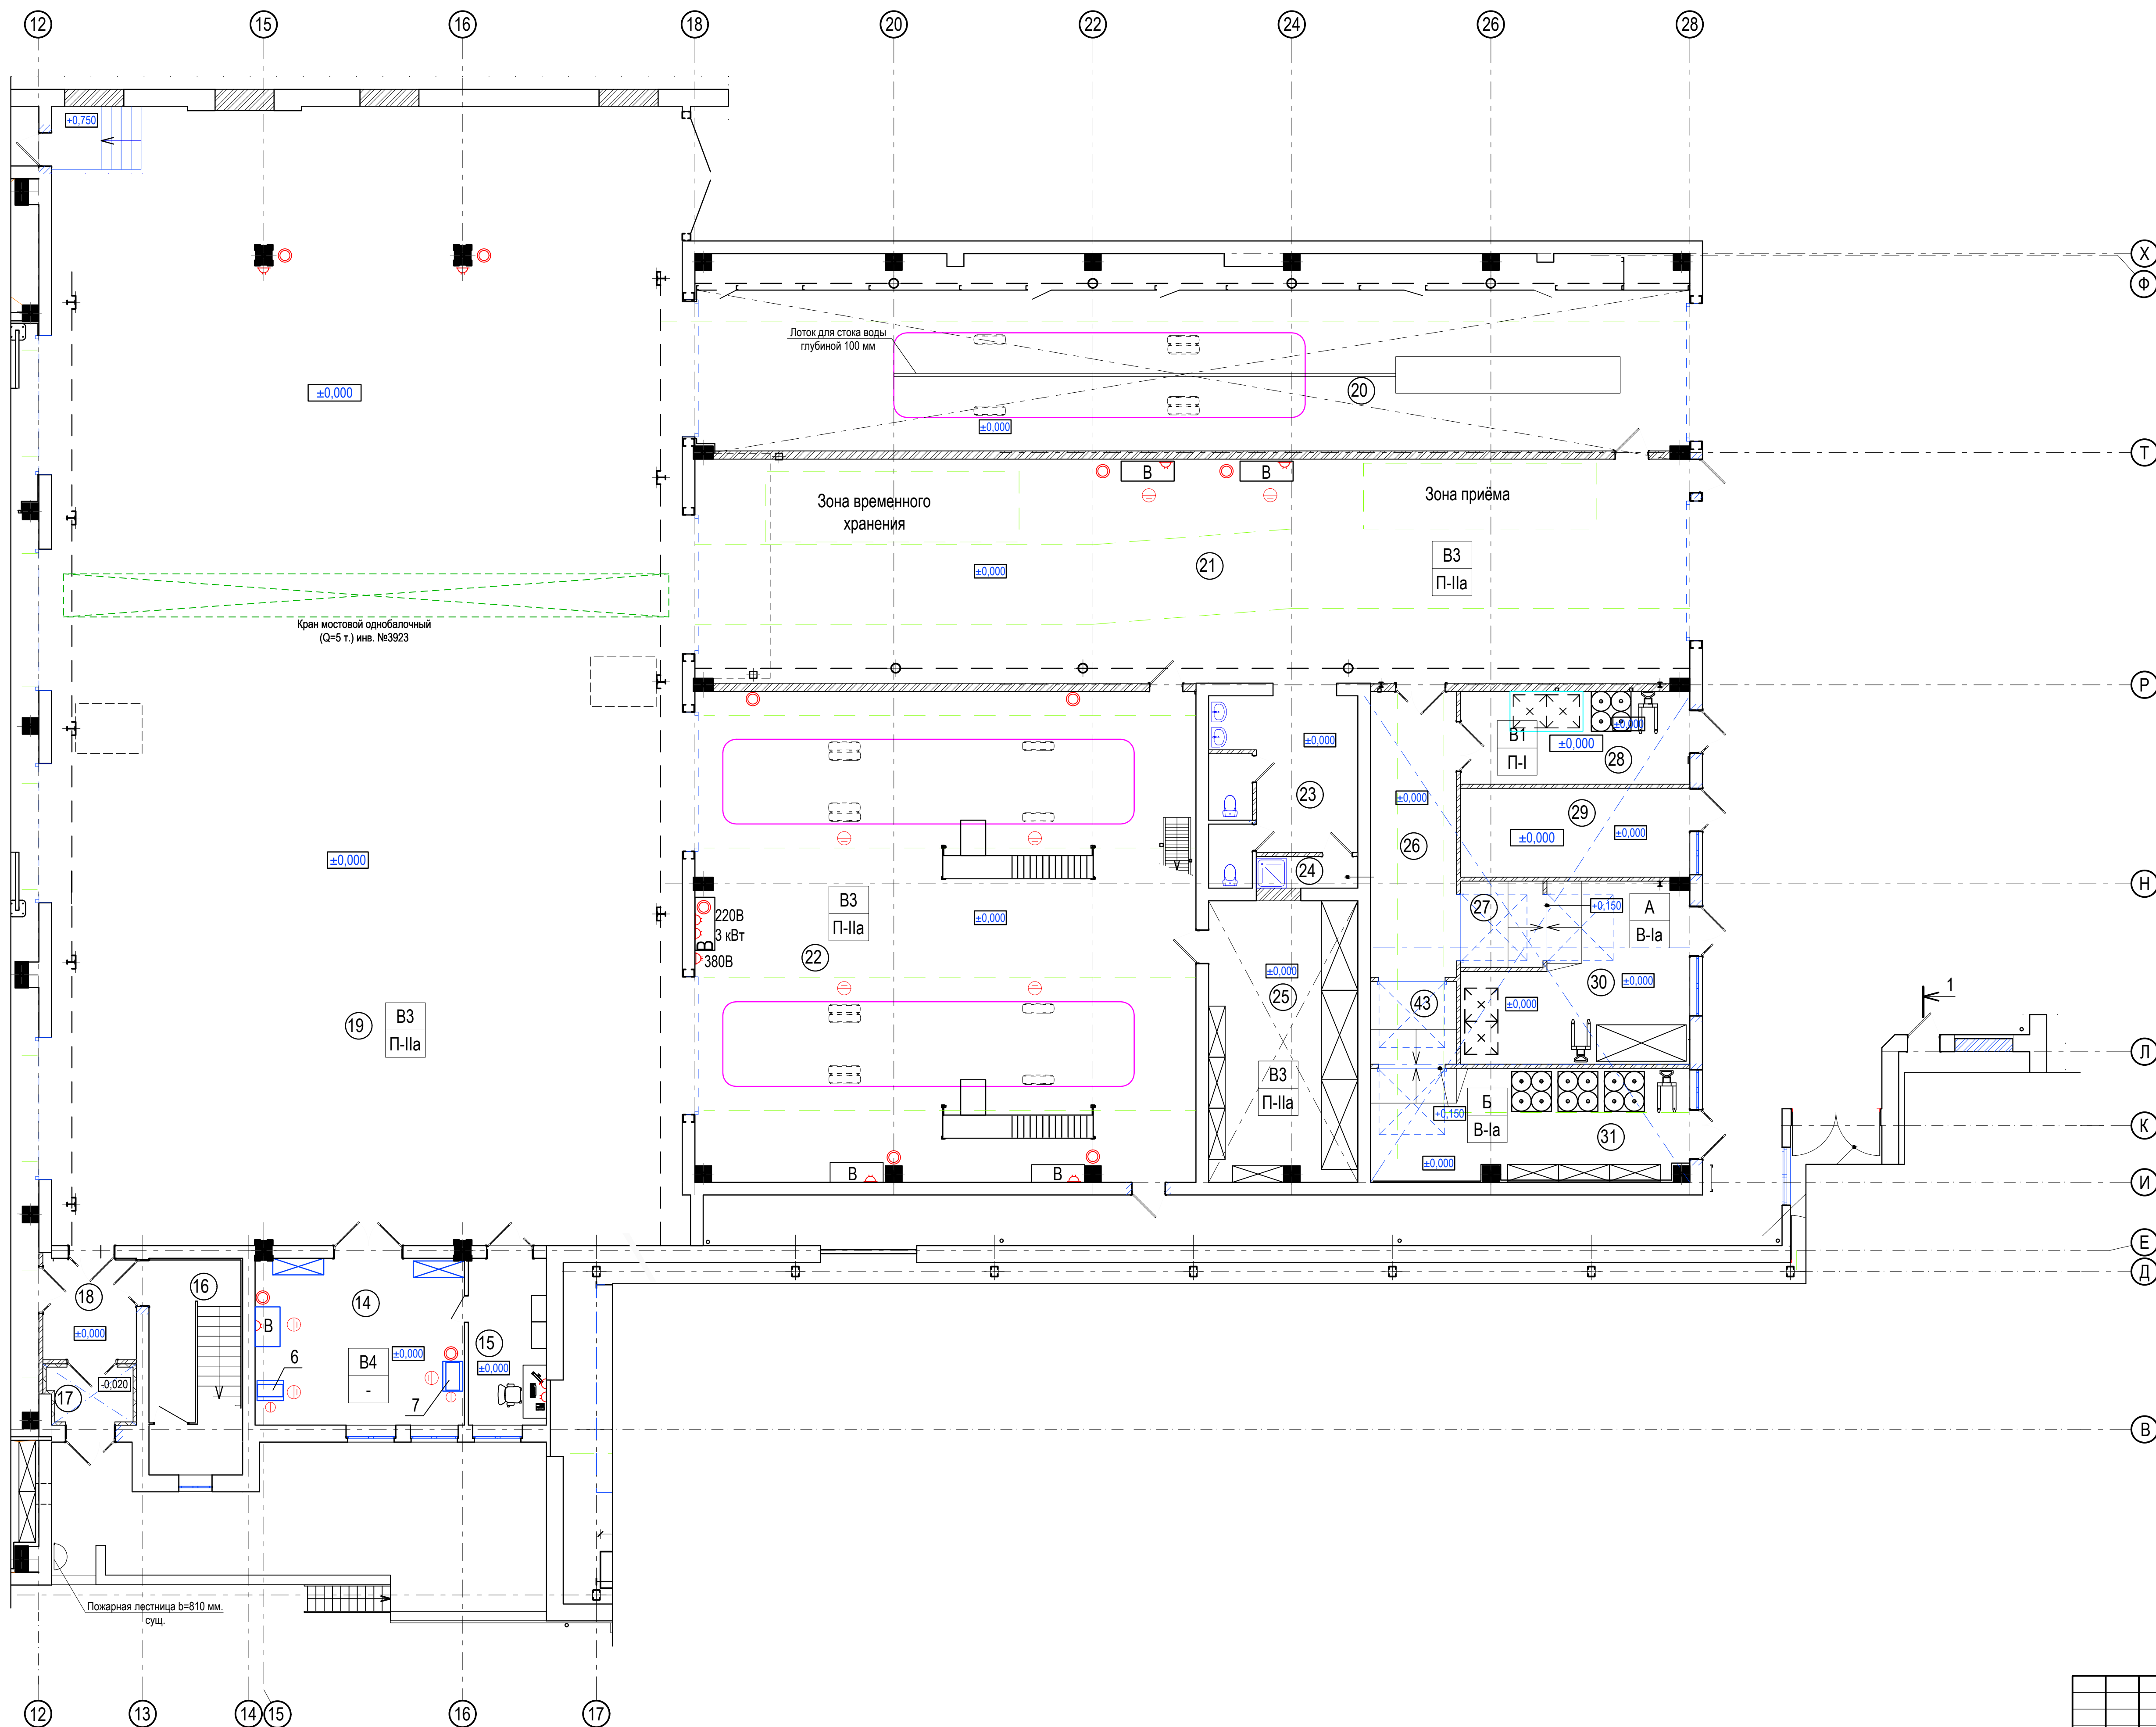 12
15
16
18
20
22
24
26
28
+0,750
Х
Ф
Лоток для стока воды
глубиной 100 мм
±0,000
20
±0,000
Т
В
В
Зона временного
хранения
Зона приёма
В3
П-IIа
21
±0,000
Кран мостовой однобалочный
(Q=5 т.) инв. №3923
Р
±0,000
В1
П-I
±0,000
±0,000
28
23
±0,000
29
±0,000
±0,000
26
±0,000
24
Н
В3
П-IIа
±0,000
220В
3 кВт
В
380В
22
27
+0,150
А
В-Iа
±0,000
25
30
±0,000
43
±0,000
1
19
В3
П-IIа
Л
В3
П-IIа
+0,150
Б
В-Iа
31
К
±0,000
В
В
И
Е
Д
16
18
14
±0,000
В
15
6
В4
-
±0,000
±0,000
17
-0,020
7
В
Пожарная лестница b=810 мм.
сущ.
12
13
14
15
16
17